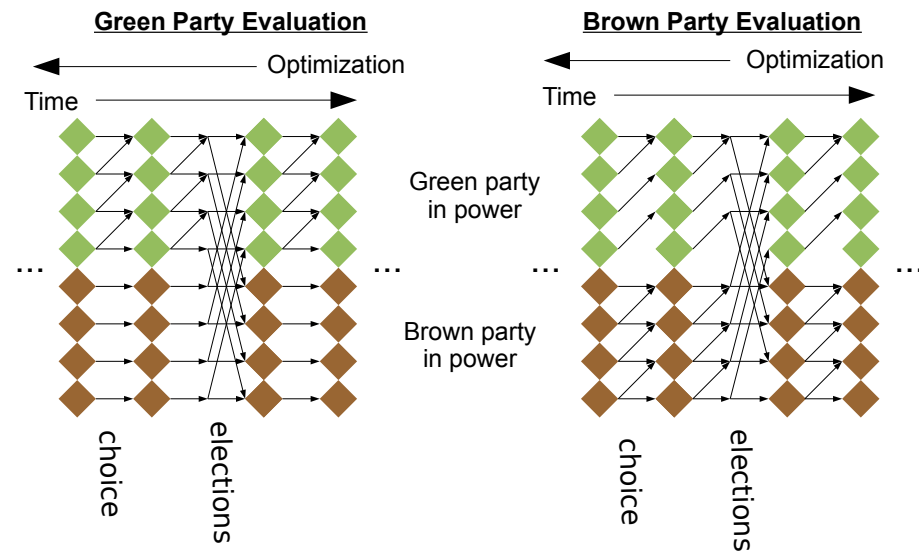 Green Party Evaluation
Optimization
Time
Brown Party Evaluation
Optimization
Time
Green party
in power
Brown party
in power
...
...
...
...
choice
elections
choice
elections